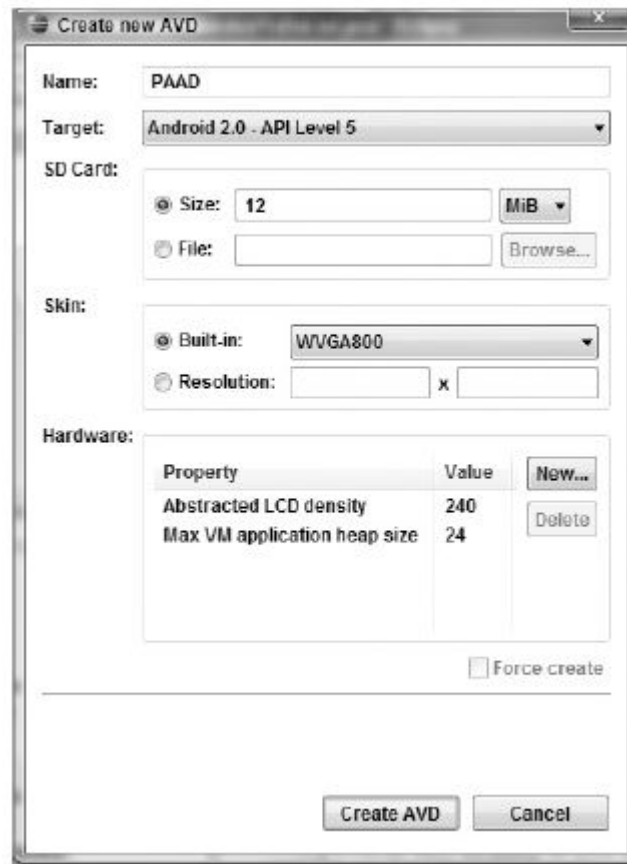 Create new AVD
Name: PAAD
Target: Android 2.0 - API Level 5
SD Card:
Size: 12 MiB
File: Browse...
Skin:
Built-in: WVGA800
Resolution: x
Hardware:
Property Value New...
Abstracted LCD density 240 Delete
Max VM application heap size 24
Force create
Create AVD Cancel